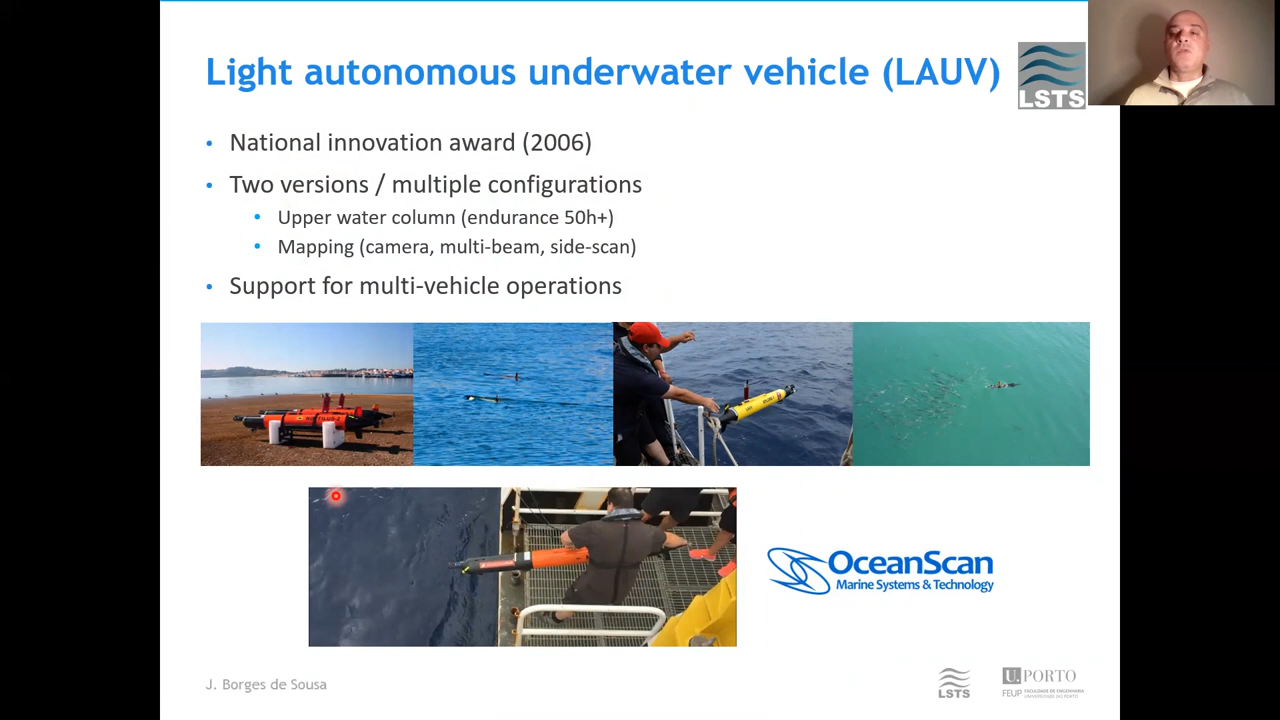 Light autonomous underwater vehicle (LAUV)
LSTS
• National innovation award (2006)
• Two versions / multiple configurations
• Upper water column (endurance 50h+)
• Mapping (camera, multi-beam, side-scan)
• Support for multi-vehicle operations
OceanScan
Marine Systems & Technology
J. Borges de Sousa
LSTS
U. PORTO
FEUP FACULDADE DE ENGENHARIA
UNIVERSIDADE DO PORTO